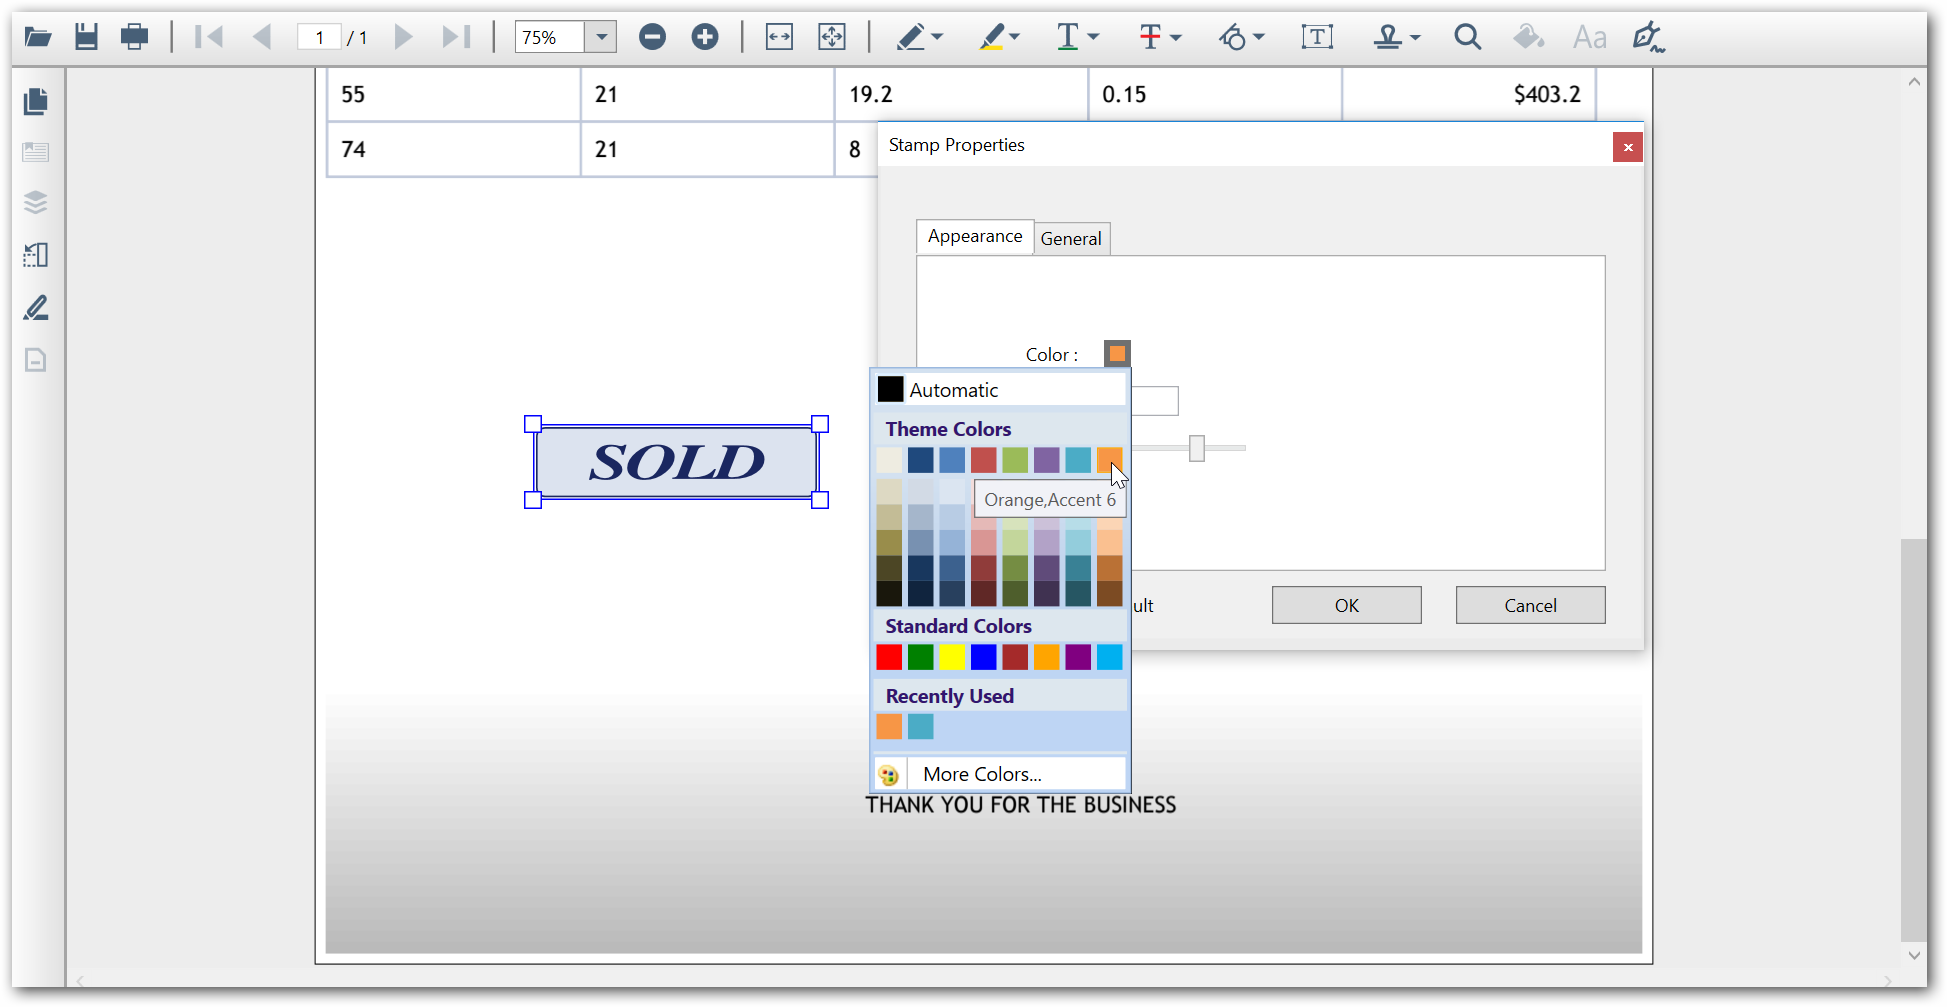 1 / 1
75%
T
T
T
Aa
55 21 19.2 0.15 $403.2
74 21 8
Stamp Properties
Appearance General
Color :
Automatic
Theme Colors
Orange,Accent 6
SOLD
ult
OK Cancel
Standard Colors
Recently Used
More Colors...
THANK YOU FOR THE BUSINESS